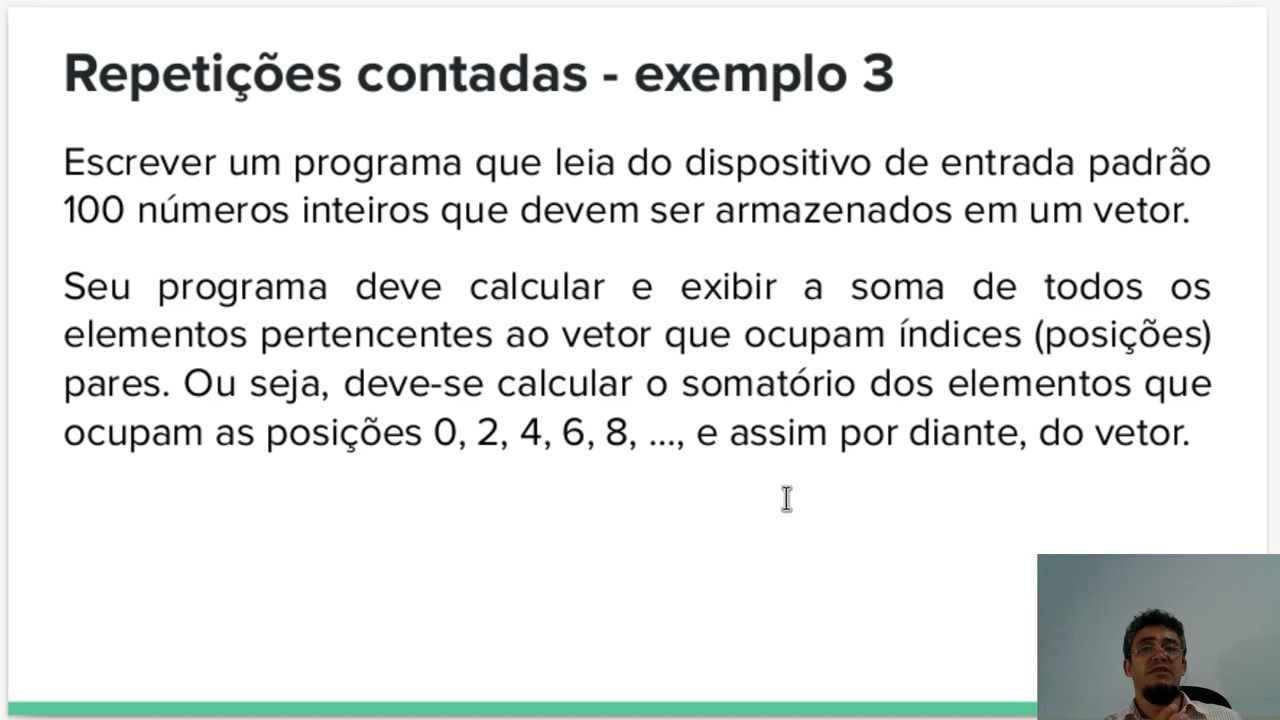 Repetições contadas - exemplo 3
Escrever um programa que leia do dispositivo de entrada padrão
100 números inteiros que devem ser armazenados em um vetor.
Seu programa deve calcular e exibir a soma de todos os
elementos pertencentes ao vetor que ocupam índices (posições)
pares. Ou seja, deve-se calcular o somatório dos elementos que
ocupam as posições 0, 2, 4, 6, 8, ..., e assim por diante, do vetor.